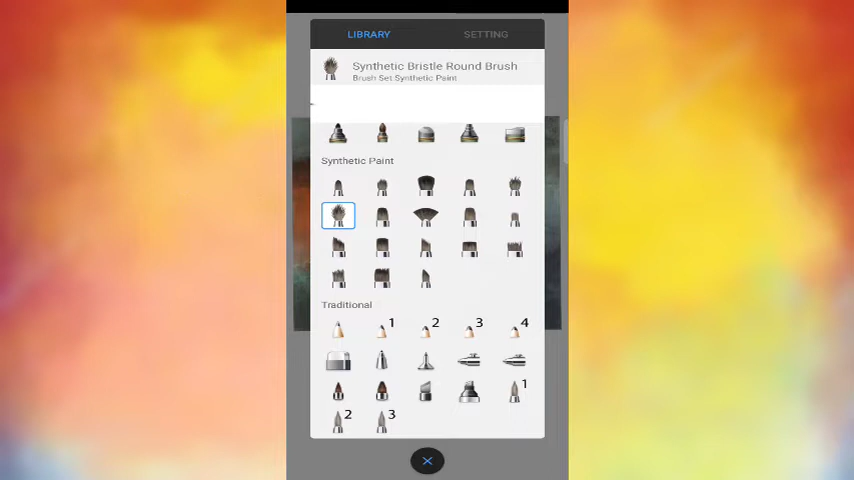 LIBRARY SETTING
Synthetic Bristle Round Brush
Brush Set:Synthetic Paint
Synthetic Paint
Traditional
1 2 3 4
1
2 3